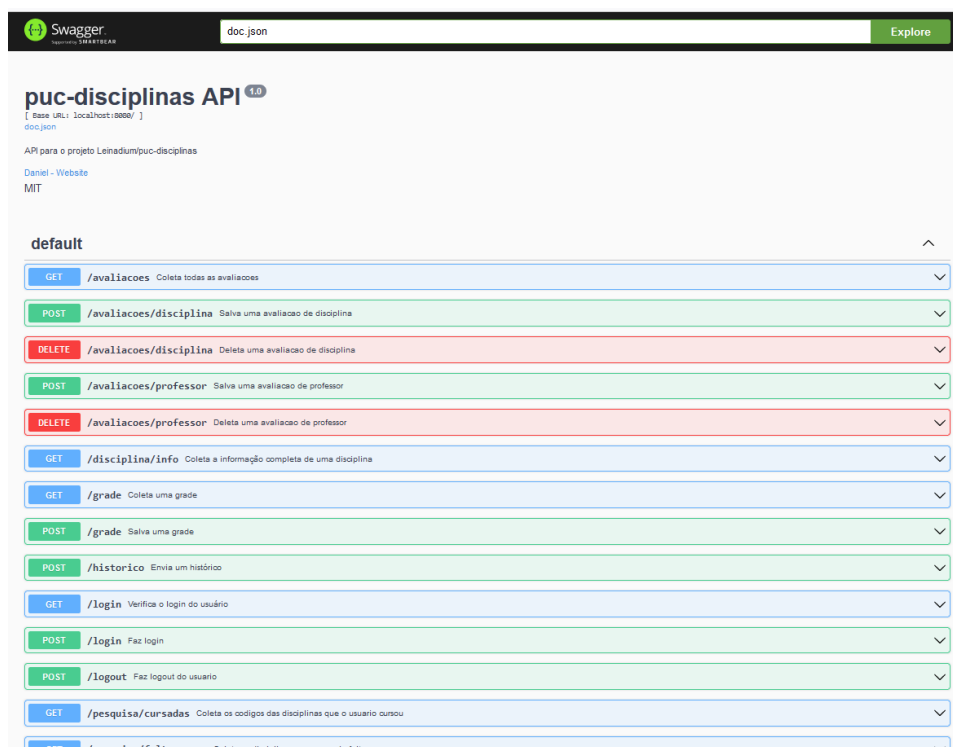 Swagger.
Supported by SMARTBEAR
doc.json
Explore
puc-disciplinas API 1.0
[ Base URL: localhost:8080/ ]
doc.json
API para o projeto Leinadium/puc-disciplinas
Daniel - Website
MIT
default
GET /avaliacoes Coleta todas as avaliacoes
POST /avaliacoes/disciplina Salva uma avaliacao de disciplina
DELETE /avaliacoes/disciplina Deleta uma avaliacao de disciplina
POST /avaliacoes/professor Salva uma avaliacao de professor
DELETE /avaliacoes/professor Deleta uma avaliacao de professor
GET /disciplina/info Coleta a informação completa de uma disciplina
GET /grade Coleta uma grade
POST /grade Salva uma grade
POST /historico Envia um histórico
GET /login Verifica o login do usuário
POST /login Faz login
POST /logout Faz logout do usuario
GET /pesquisa/cursadas Coleta os codigos das disciplinas que o usuario cursou